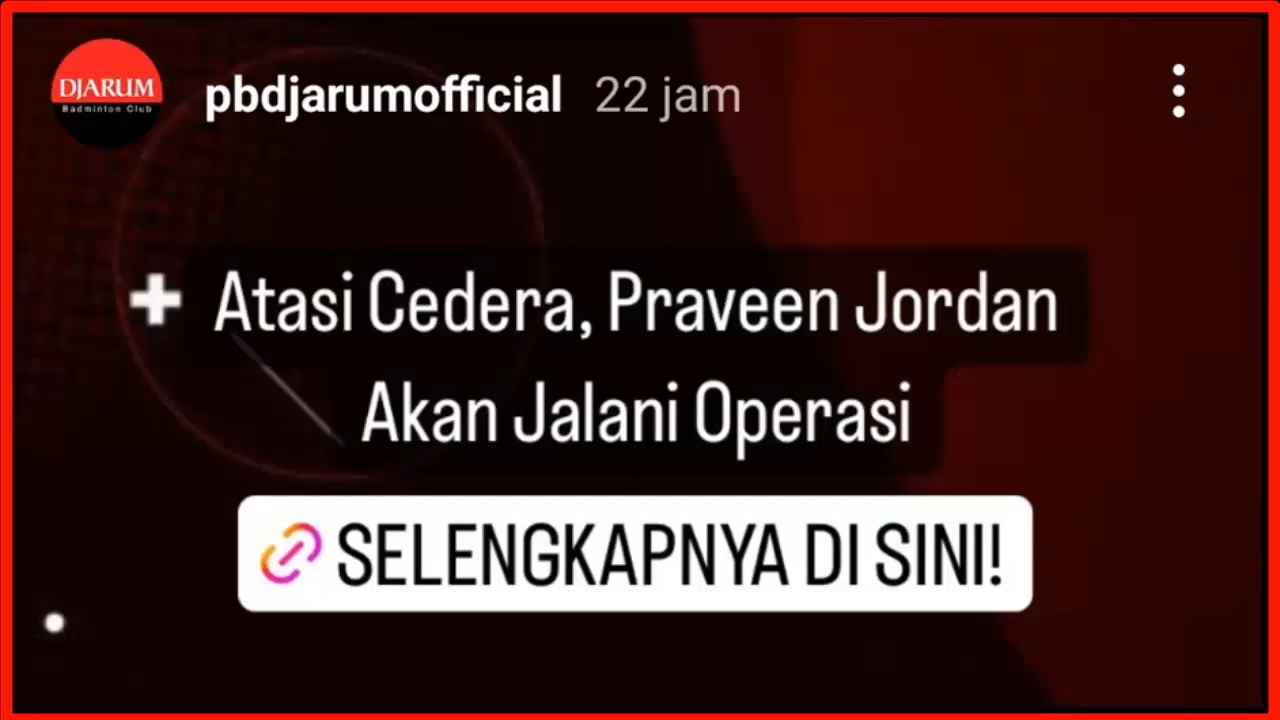 DJARUM
Badminton Club
pbdjarumofficial 22 jam
Atasi Cedera, Praveen Jordan
Akan Jalani Operasi
SELENGKAPNYA DI SINI!